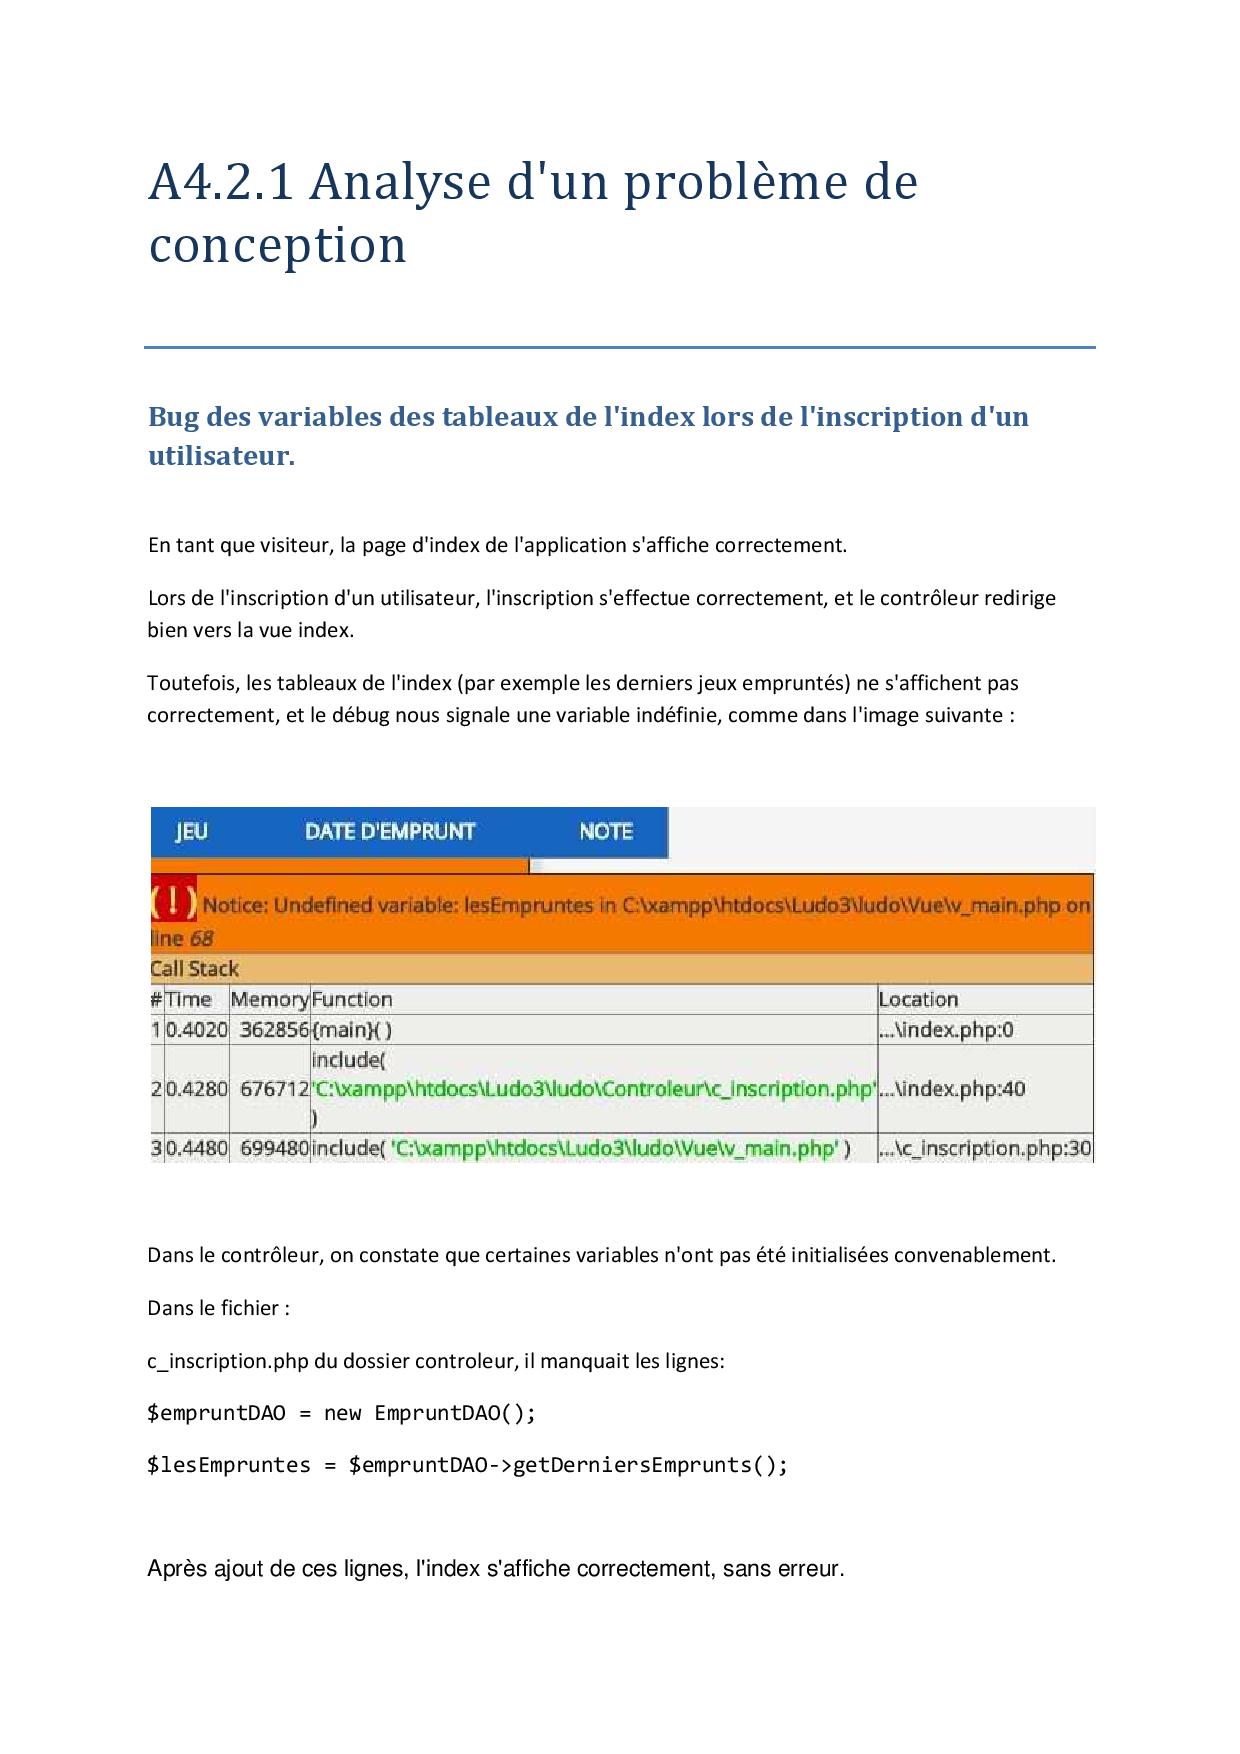 A4.2.1 Analyse d'un problème de
conception
Bug des variables des tableaux de l'index lors de l'inscription d'un
utilisateur.
En tant que visiteur, la page d'index de l'application s'affiche correctement.
Lors de l'inscription d'un utilisateur, l'inscription s'effectue correctement, et le contrôleur redirige
bien vers la vue index.
Toutefois, les tableaux de l'index (par exemple les derniers jeux empruntés) ne s'affichent pas
correctement, et le débug nous signale une variable indéfinie, comme dans l'image suivante :
JEU DATE D'EMPRUNT NOTE
(!) Notice: Undefined variable: lesEmpruntes in C:\xampp\htdocs\Ludo3\ludo\Vue\v_main.php on
line 68
Call Stack
# Time Memory Function Location
1 0.4020 362856 {main}( ) ...\index.php:0
include(
2 0.4280 676712 'C:\xampp\htdocs\Ludo3\ludo\Controleur\c_inscription.php' ...\index.php:40
)
3 0.4480 699480 include( 'C:\xampp\htdocs\Ludo3\ludo\Vue\v_main.php' ) ...\c_inscription.php:30
Dans le contrôleur, on constate que certaines variables n'ont pas été initialisées convenablement.
Dans le fichier :
c_inscription.php du dossier controleur, il manquait les lignes:
$empruntDAO = new EmpruntDAO();
$lesEmpruntes = $empruntDAO->getDerniersEmprunts();
Après ajout de ces lignes, l'index s'affiche correctement, sans erreur.